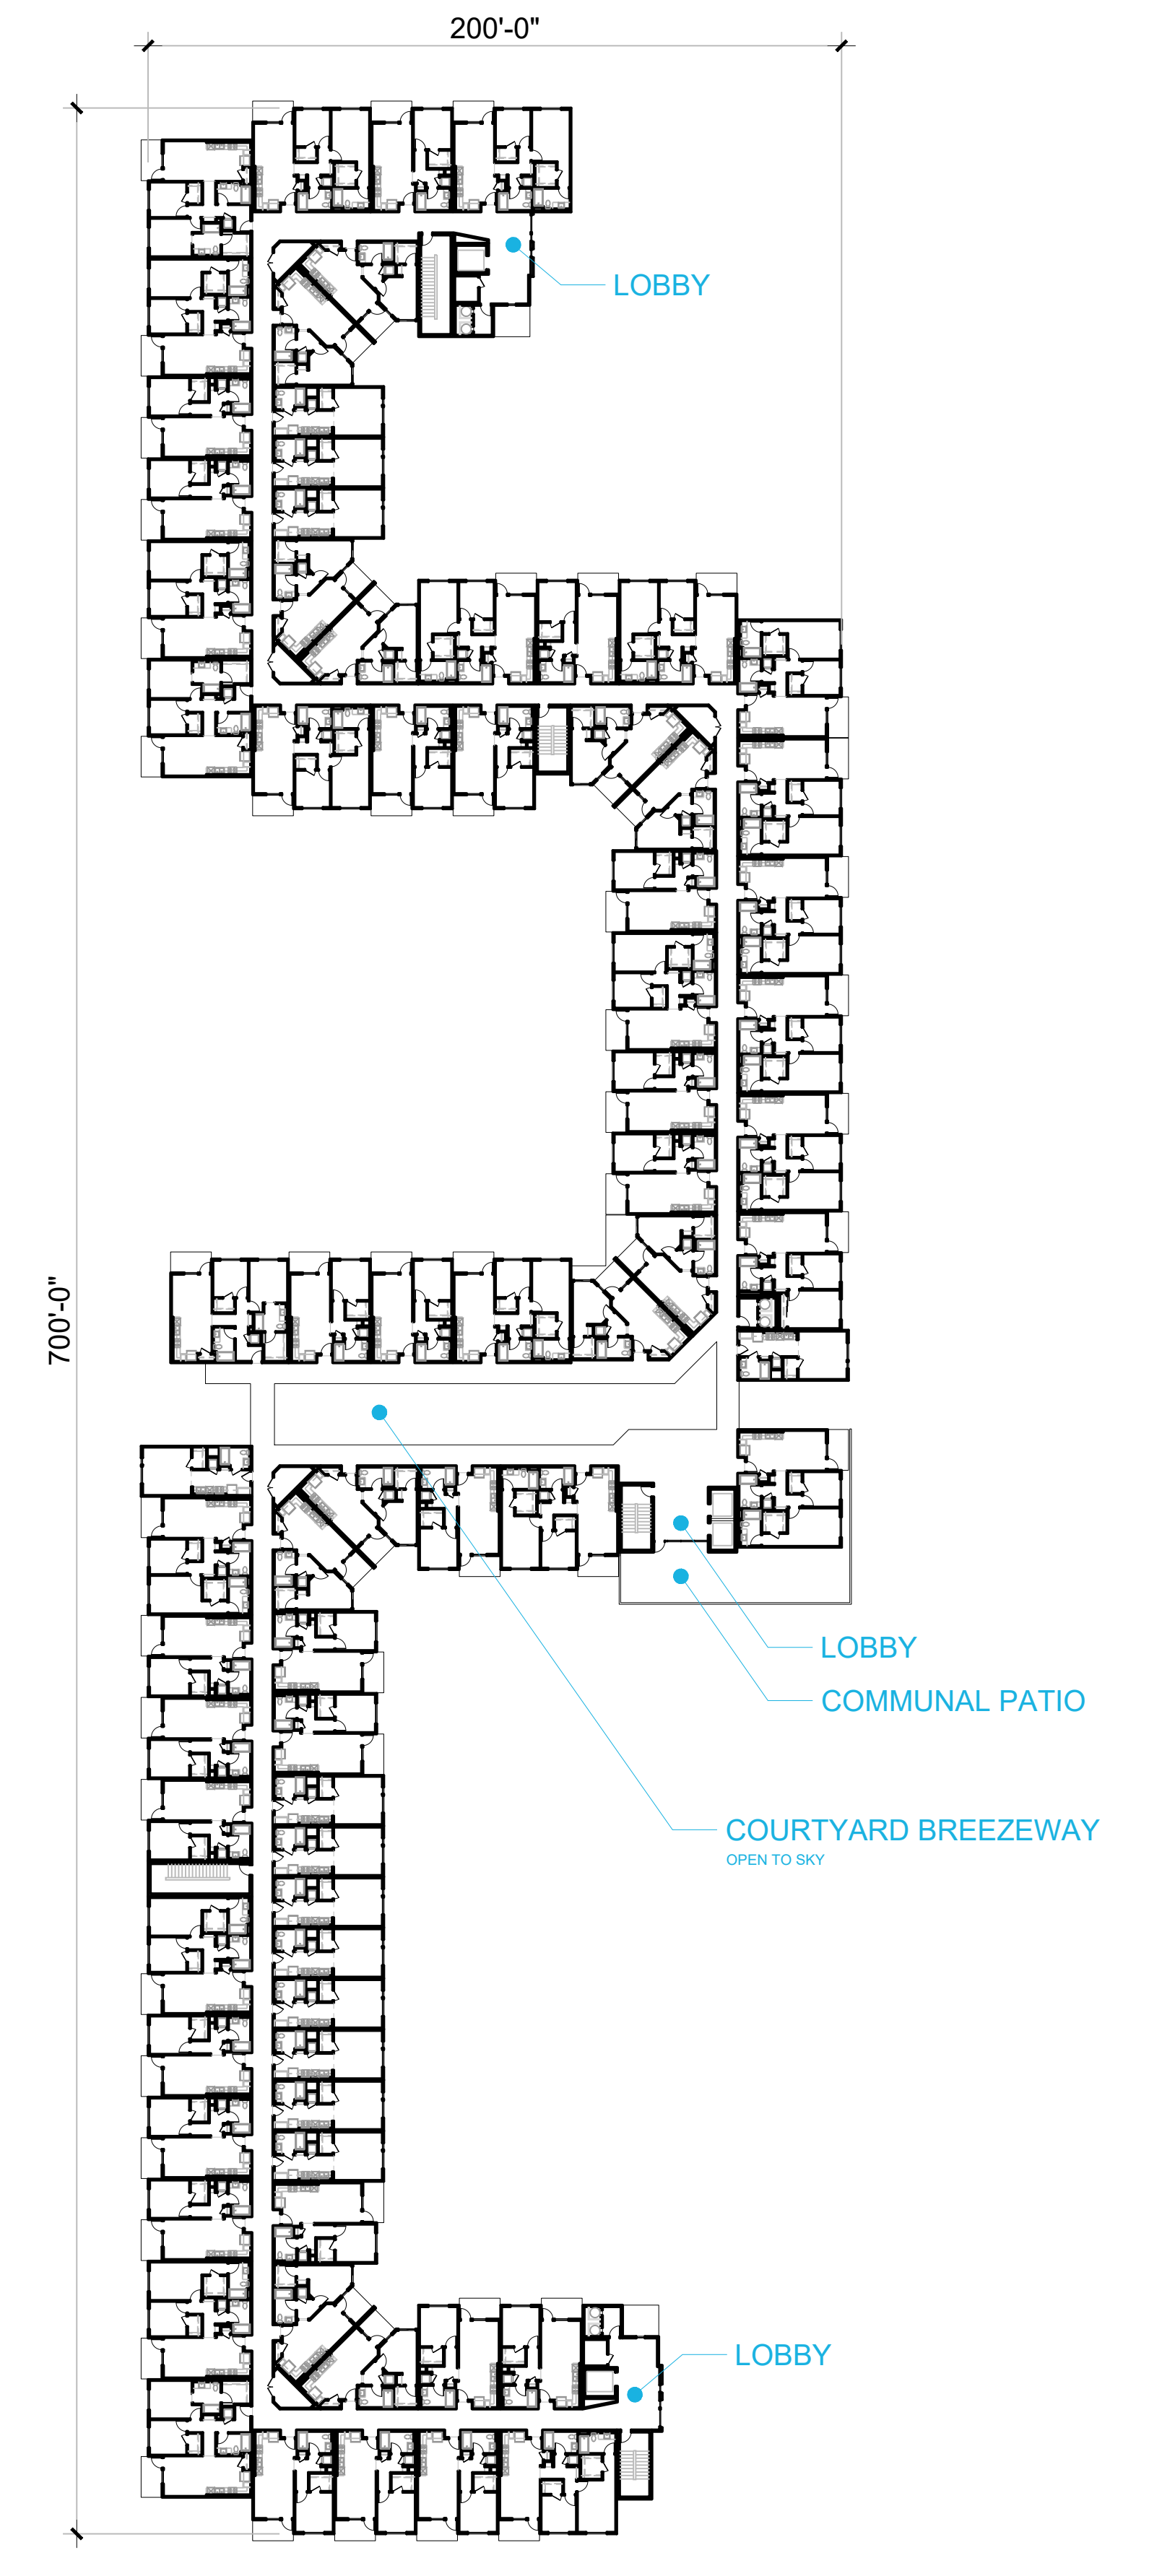 200'-0"
LOBBY
700'-0"
LOBBY
COMMUNAL PATIO
COURTYARD BREEZEWAY
OPEN TO SKY
LOBBY